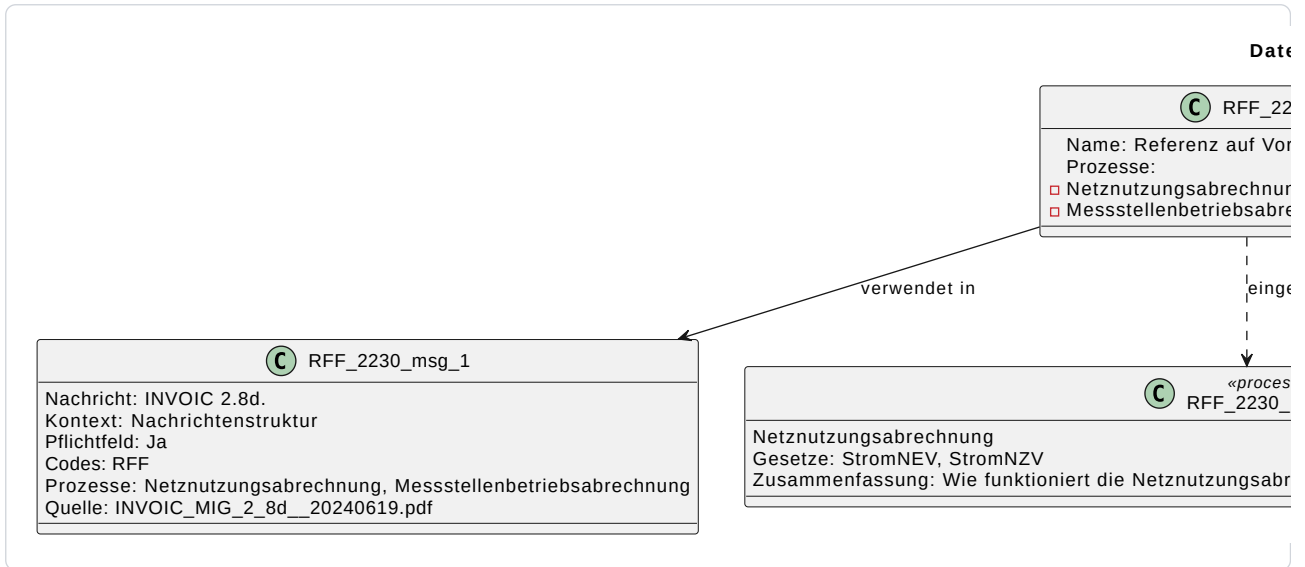 Date
C RFF_22
Name: Referenz auf Vor
Prozesse:
Netznutzungsabrechnun
Messstellenbetriebsabre
verwendet in
einge
C RFF_2230_msg_1
Nachricht: INVOIC 2.8d.
Kontext: Nachrichtenstruktur
Pflichtfeld: Ja
Codes: RFF
Prozesse: Netznutzungsabrechnung, Messstellenbetriebsabrechnung
Quelle: INVOIC_MIG_2_8d__20240619.pdf
«proces
C RFF_2230_
Netznutzungsabrechnung
Gesetze: StromNEV, StromNZV
Zusammenfassung: Wie funktioniert die Netznutzungsabr